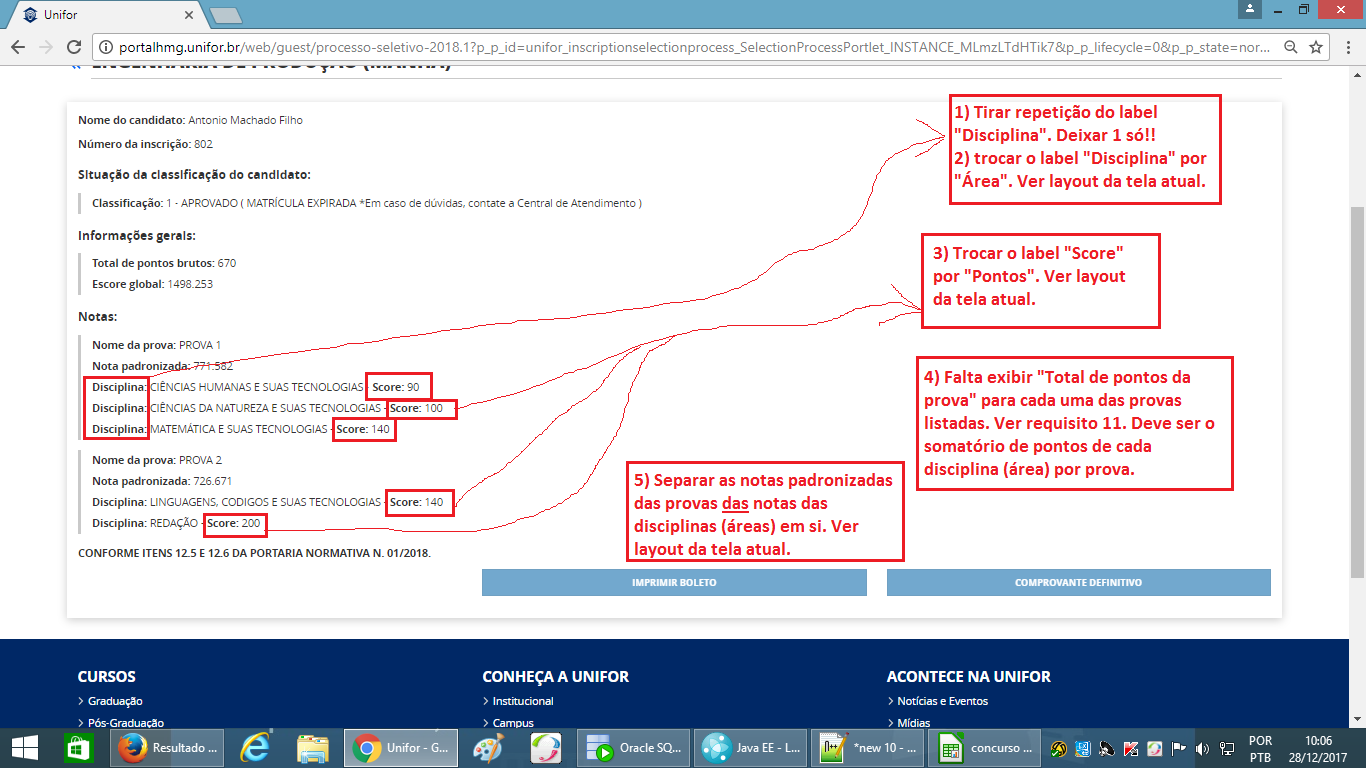 Unifor
portalhmg.unifor.br/web/guest/processo-seletivo-2018.1?p_p_id=unifor_inscriptionselectionprocess_SelectionProcessPortlet_INSTANCE_MLmzLTdHTik7&p_p_lifecycle=0&p_p_state=nor...
ENGENHARIA DE PRODUÇÃO (MANHÃ)
Nome do candidato: Antonio Machado Filho
Número da inscrição: 802
Situação da classificação do candidato:
Classificação: 1 - APROVADO ( MATRÍCULA EXPIRADA *Em caso de dúvidas, contate a Central de Atendimento )
Informações gerais:
Total de pontos brutos: 670
Escore global: 1498.253
Notas:
Nome da prova: PROVA 1
Nota padronizada: 771.582
Disciplina: CIÊNCIAS HUMANAS E SUAS TECNOLOGIAS - Score: 90
Disciplina: CIÊNCIAS DA NATUREZA E SUAS TECNOLOGIAS - Score: 100
Disciplina: MATEMÁTICA E SUAS TECNOLOGIAS - Score: 140
Nome da prova: PROVA 2
Nota padronizada: 726.671
Disciplina: LINGUAGENS, CODIGOS E SUAS TECNOLOGIAS - Score: 140
Disciplina: REDAÇÃO - Score: 200
CONFORME ITENS 12.5 E 12.6 DA PORTARIA NORMATIVA N. 01/2018.
1) Tirar repetição do label
"Disciplina". Deixar 1 só!!
2) trocar o label "Disciplina" por
"Área". Ver layout da tela atual.
3) Trocar o label "Score"
por "Pontos". Ver layout
da tela atual.
4) Falta exibir "Total de pontos da
prova" para cada uma das provas
listadas. Ver requisito 11. Deve ser o
somatório de pontos de cada
disciplina (área) por prova.
5) Separar as notas padronizadas
das provas das notas das
disciplinas (áreas) em si. Ver
layout da tela atual.
IMPRIMIR BOLETO
COMPROVANTE DEFINITIVO
CURSOS
Graduação
Pós-Graduação
CONHEÇA A UNIFOR
Institucional
Campus
ACONTECE NA UNIFOR
Notícias e Eventos
Mídias
Resultado ...
Unifor - G...
Oracle SQ...
Java EE - L...
*new 10 - ...
concurso ...
POR
PTB
10:06
28/12/2017